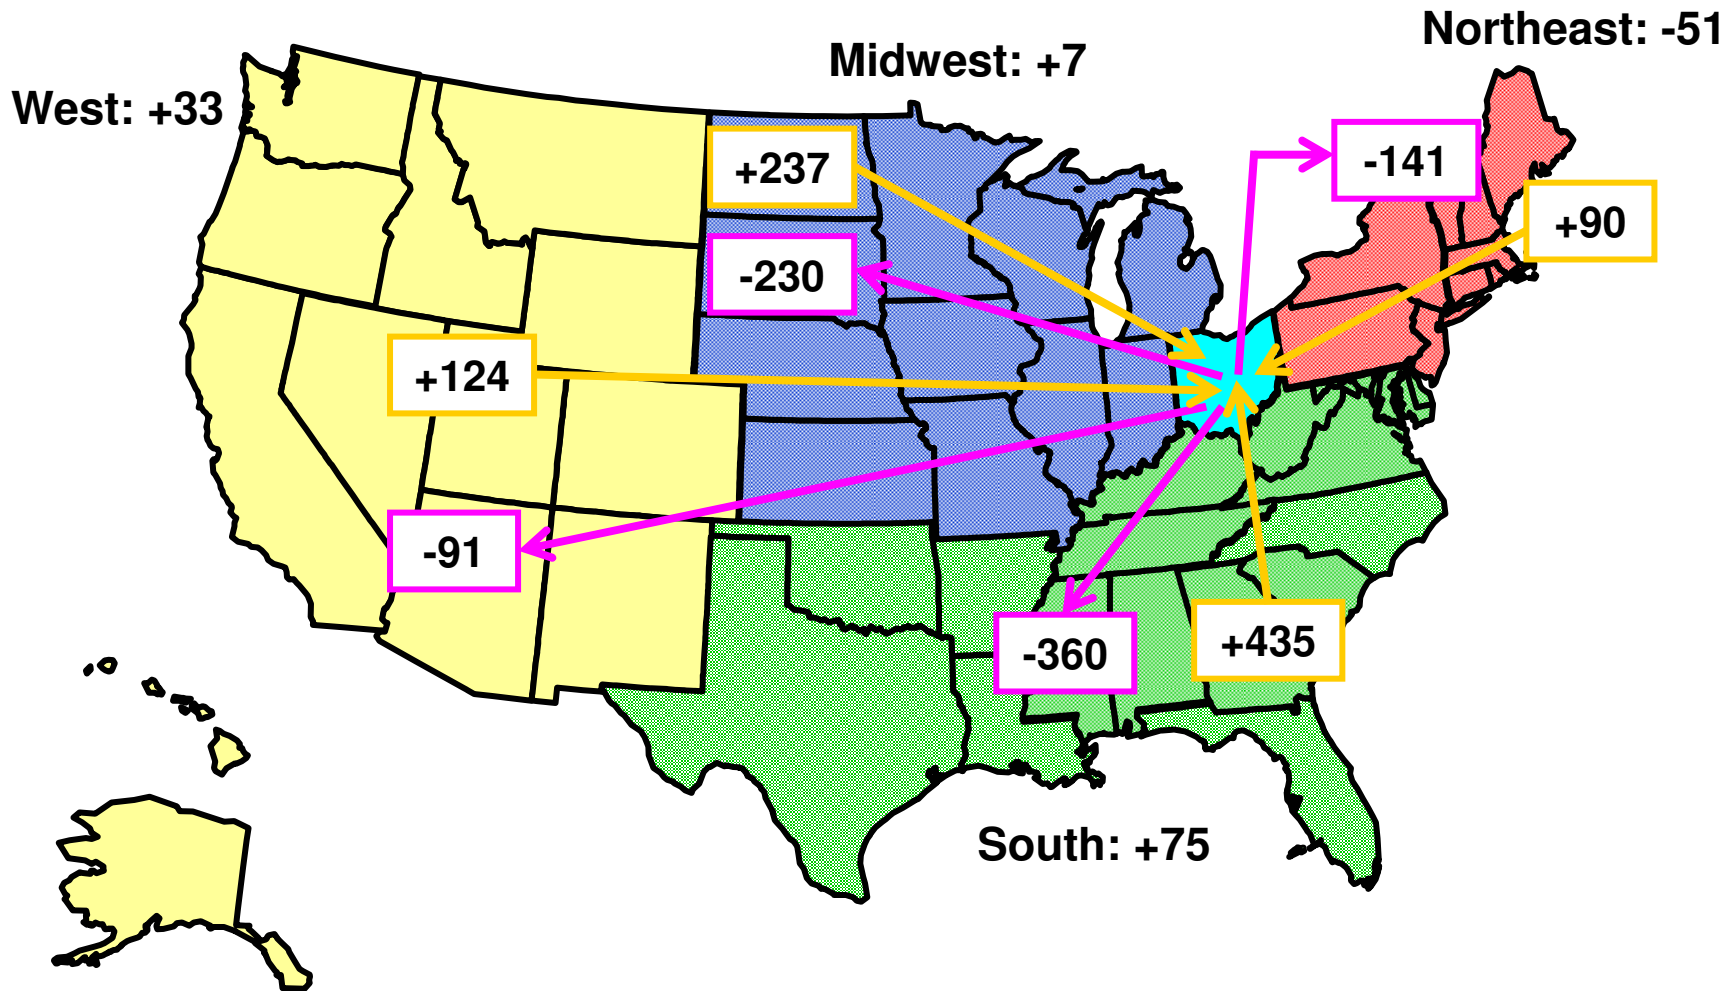 Northeast: -51
Midwest: +7
West: +33
+237
-141
+90
-230
+124
-91
-360
+435
South: +75